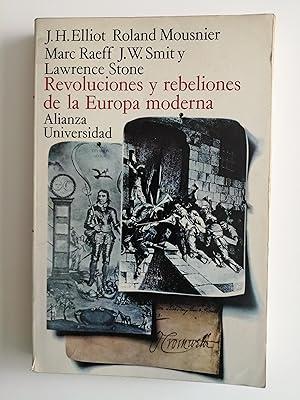 J.H. Elliot Roland Mousnier
Marc Raeff J.W. Smit y
Lawrence Stone
Revoluciones y rebeliones
de la Europa moderna
Alianza
Universidad